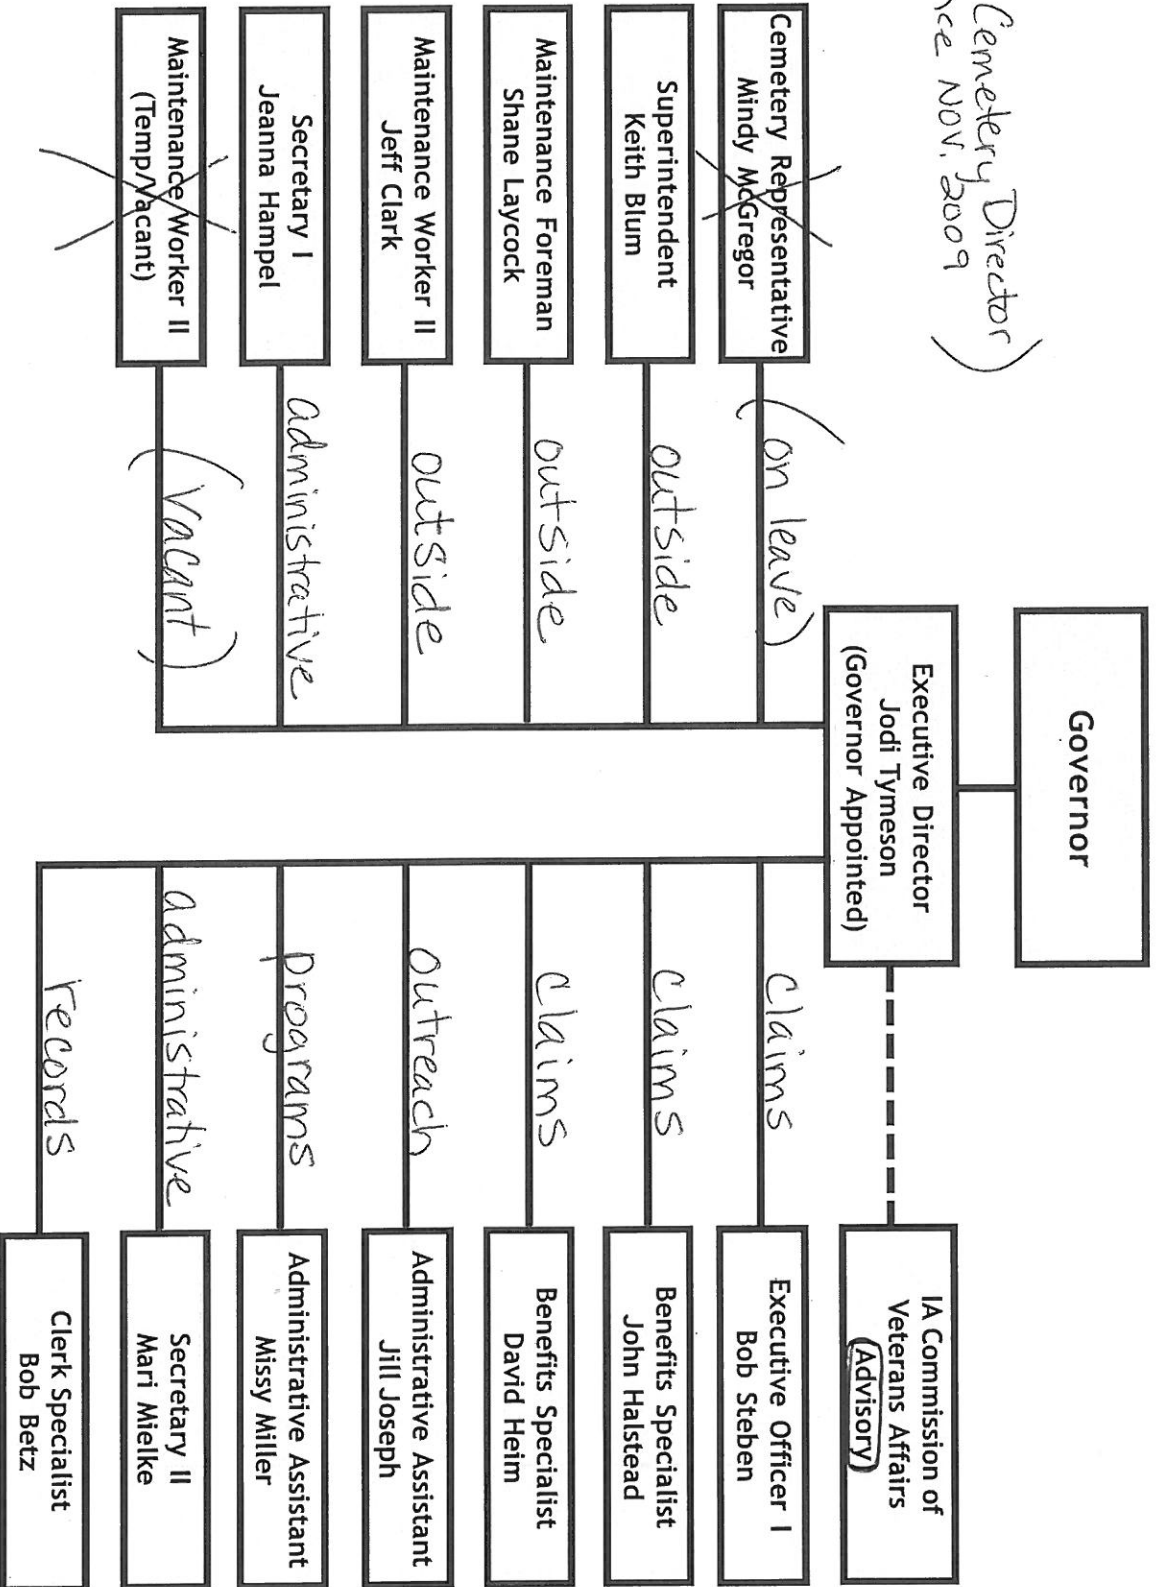 Cemetery Director)
Nov. 2009
Governor
Executive Director
Jodi Tymeson
(Governor Appointed)
IA Commission of
Veterans Affairs
(Advisory)
Cemetery Representative
Mindy McGregor
(on leave)
Superintendent
Keith Blum
outside
Maintenance Foreman
Shane Laycock
outside
Maintenance Worker II
Jeff Clark
outside
Secretary I
Jeanna Hampel
administrative
Maintenance Worker II
(Temp/Vacant)
(Vacant)
claims
Executive Officer I
Bob Steben
claims
Benefits Specialist
John Halstead
claims
Benefits Specialist
David Heim
outreach
Administrative Assistant
Jill Joseph
programs
Administrative Assistant
Missy Miller
administrative
Secretary II
Mari Mielke
records
Clerk Specialist
Bob Betz